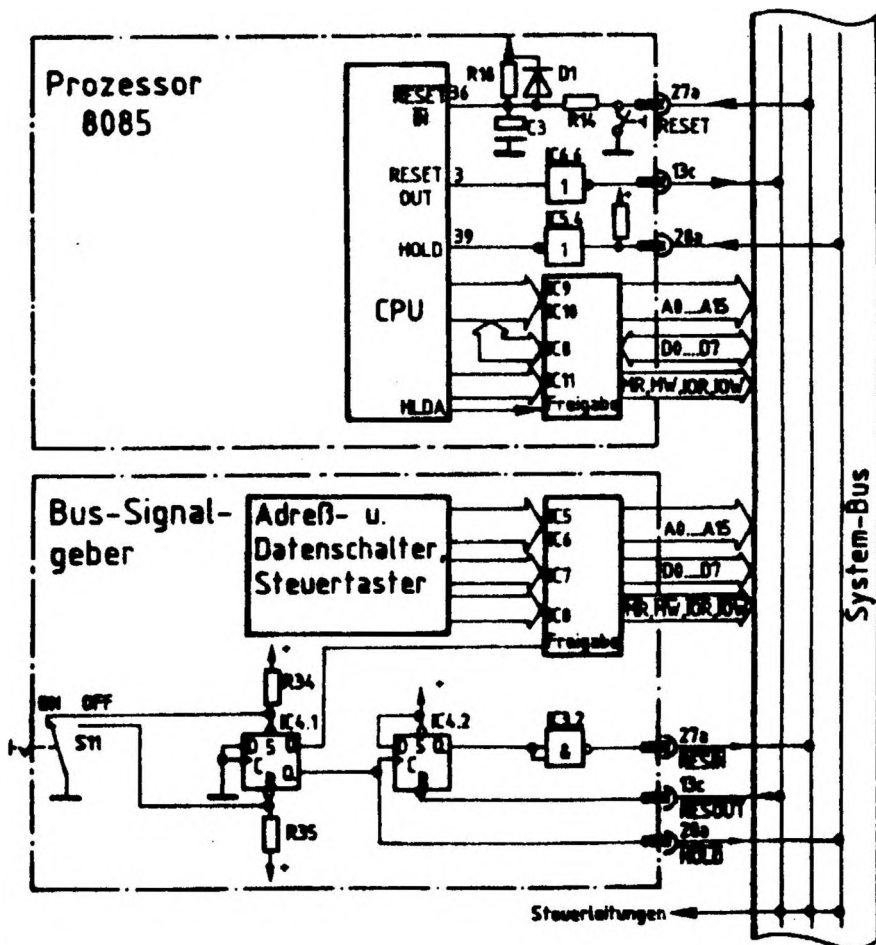 Prozessor
8085
R16
D1
RESET 36
IN
C3
R14
27a
RESET
IC6.6
13c
RESET 3
OUT
1
IC5.4
28a
HOLD 39
1
+
CPU
IC9
IC10
A0...A15
IC8
D0...D7
IC11
MR,MW,IOR,IOW
HLDA
Freigabe
Bus-Signal-
geber
Adreß- u.
Datenschalter,
Steuertaster
IC5
IC6
A0...A15
IC7
D0...D7
IC8
MR,MW,IOR,IOW
Freigabe
System-Bus
+
R34
+
ON OFF
IC4.1
IC4.2
IC3.2
S11
D S Q
C
R Q
D S Q
C
R
&
27a
RESIN
13c
RESOUT
28a
HOLD
R35
+
Steuerleitungen